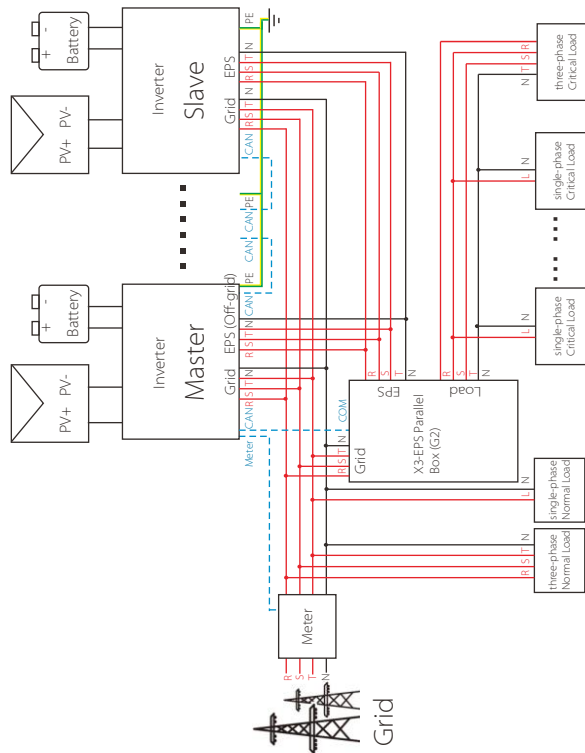 PV+ PV-
+ -
Battery
Inverter
Master
Meter
CAN
R S T N
Grid
R S T N
EPS (Off-grid)
CAN
PE
CAN
CAN
PE
PV+ PV-
+ -
Battery
Inverter
Slave
CAN
R S T N
Grid
R S T N
EPS
PE
Grid
R
S
T
N
Meter
COM
R S T N
Grid
X3-EPS Parallel
Box (G2)
EPS
R
S
T
N
Load
R
S
T
N
R S T N
three-phase
Normal Load
L N
single-phase
Normal Load
L N
single-phase
Critical Load
L N
single-phase
Critical Load
N T S R
three-phase
Critical Load